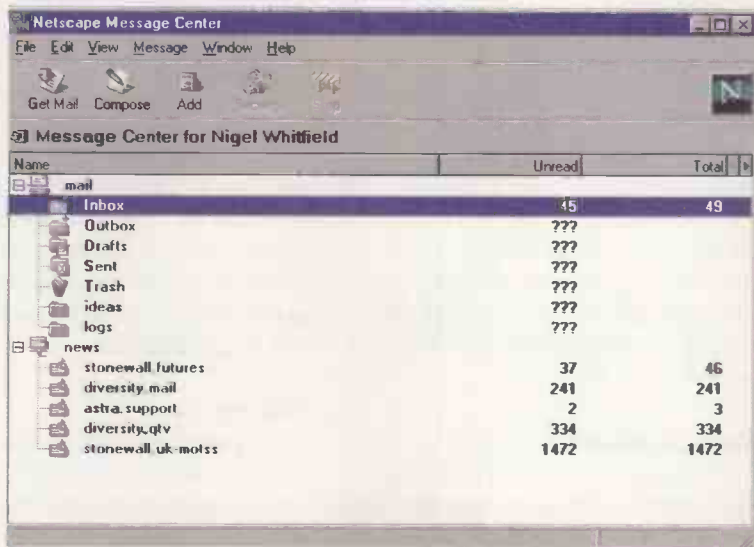 Netscape Message Center
File Edit View Message Window Help
Get Mail Compose Add
N
Message Center for Nigel Whitfield
Name Unread Total
mail
Inbox 45 49
Outbox ???
Drafts ???
Sent ???
Trash ???
ideas ???
logs ???
news
stonewall.futures 37 46
diversity.mail 241 241
astra.support 2 3
diversity.qtv 334 334
stonewall.uk-motss 1472 1472